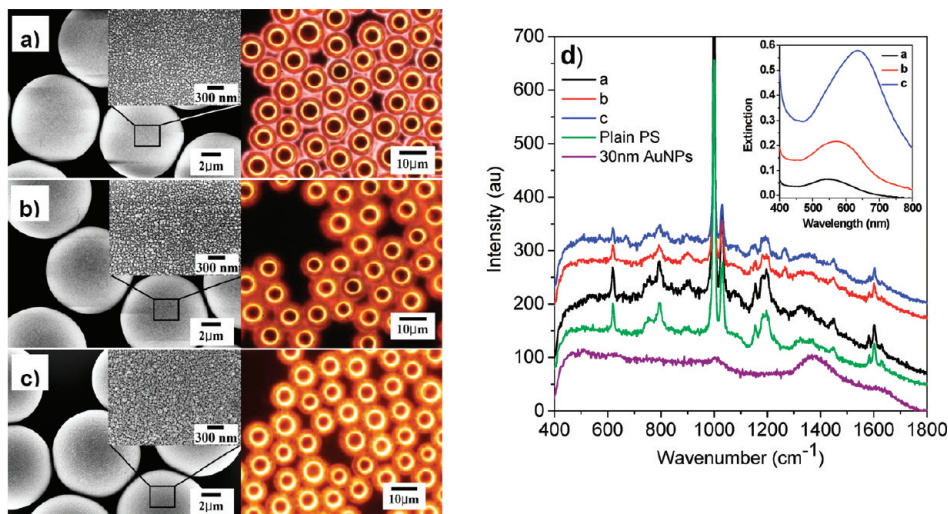 a)
300 nm
2μm
10μm
b)
300 nm
2μm
10μm
c)
300 nm
2μm
10μm
d)
700
600
500
400
300
200
100
0
Intensity (au)
400 600 800 1000 1200 1400 1600 1800
Wavenumber (cm⁻¹)
a
b
c
Plain PS
30nm AuNPs
0.6
0.5
0.4
0.3
0.2
0.1
0.0
Extinction
400 500 600 700 800
Wavelength (nm)
a
b
c